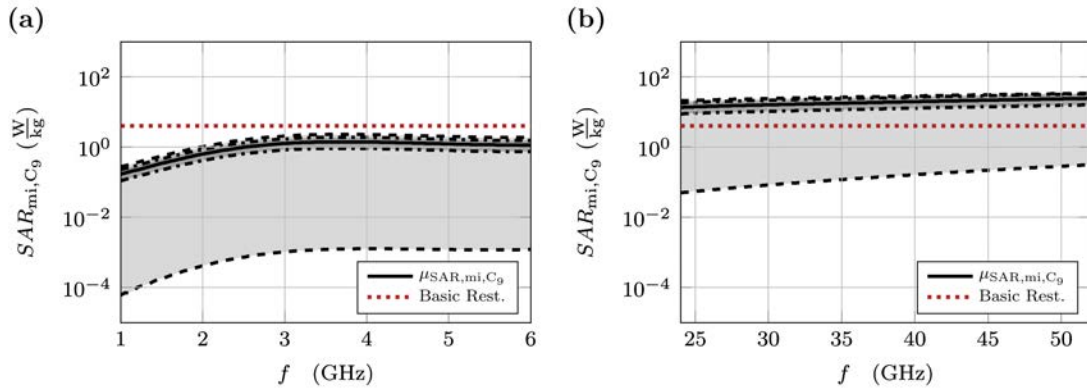 (a)
SAR_mi,C9 (W/kg)
10^2
10^0
10^−2
10^−4
μSAR,mi,C9
Basic Rest.
1 2 3 4 5 6
f (GHz)
(b)
SAR_mi,C9 (W/kg)
10^2
10^0
10^−2
10^−4
μSAR,mi,C9
Basic Rest.
25 30 35 40 45 50
f (GHz)